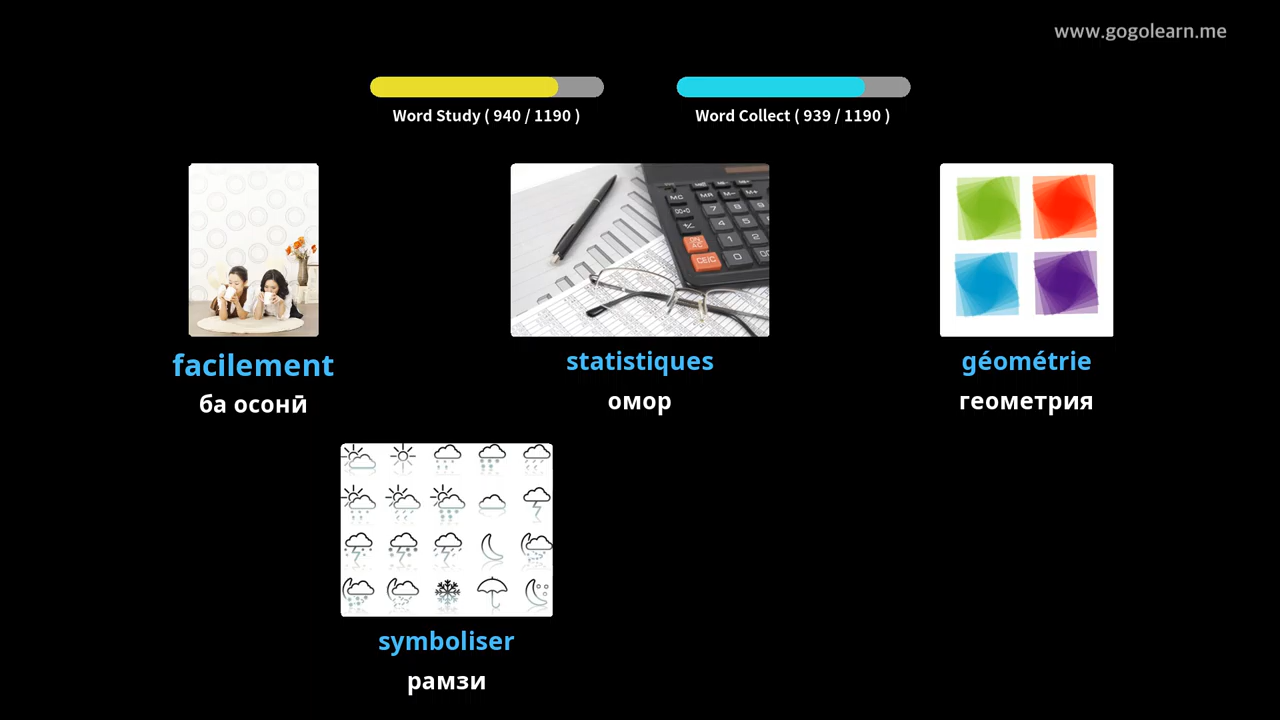 www.gogolearn.me
Word Study ( 940 / 1190 )
Word Collect ( 939 / 1190 )
facilement
ба осонӣ
statistiques
омор
géométrie
геометрия
symboliser
рамзи